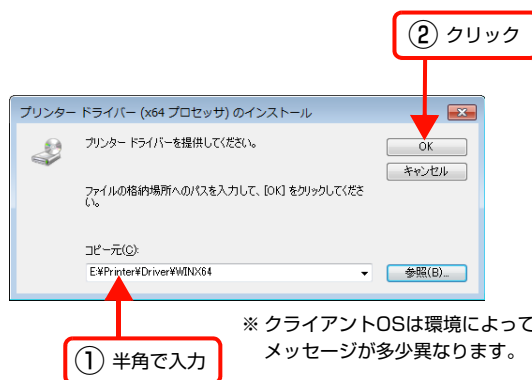 ② クリック
プリンター ドライバー (x64 プロセッサ) のインストール
プリンター ドライバーを提供してください。
OK
キャンセル
ファイルの格納場所へのパスを入力して、[OK] をクリックしてくださ
い。
コピー元(C):
E:¥Printer¥Driver¥WINX64
参照(B)...
① 半角で入力
※ クライアントOSは環境によって
メッセージが多少異なります。